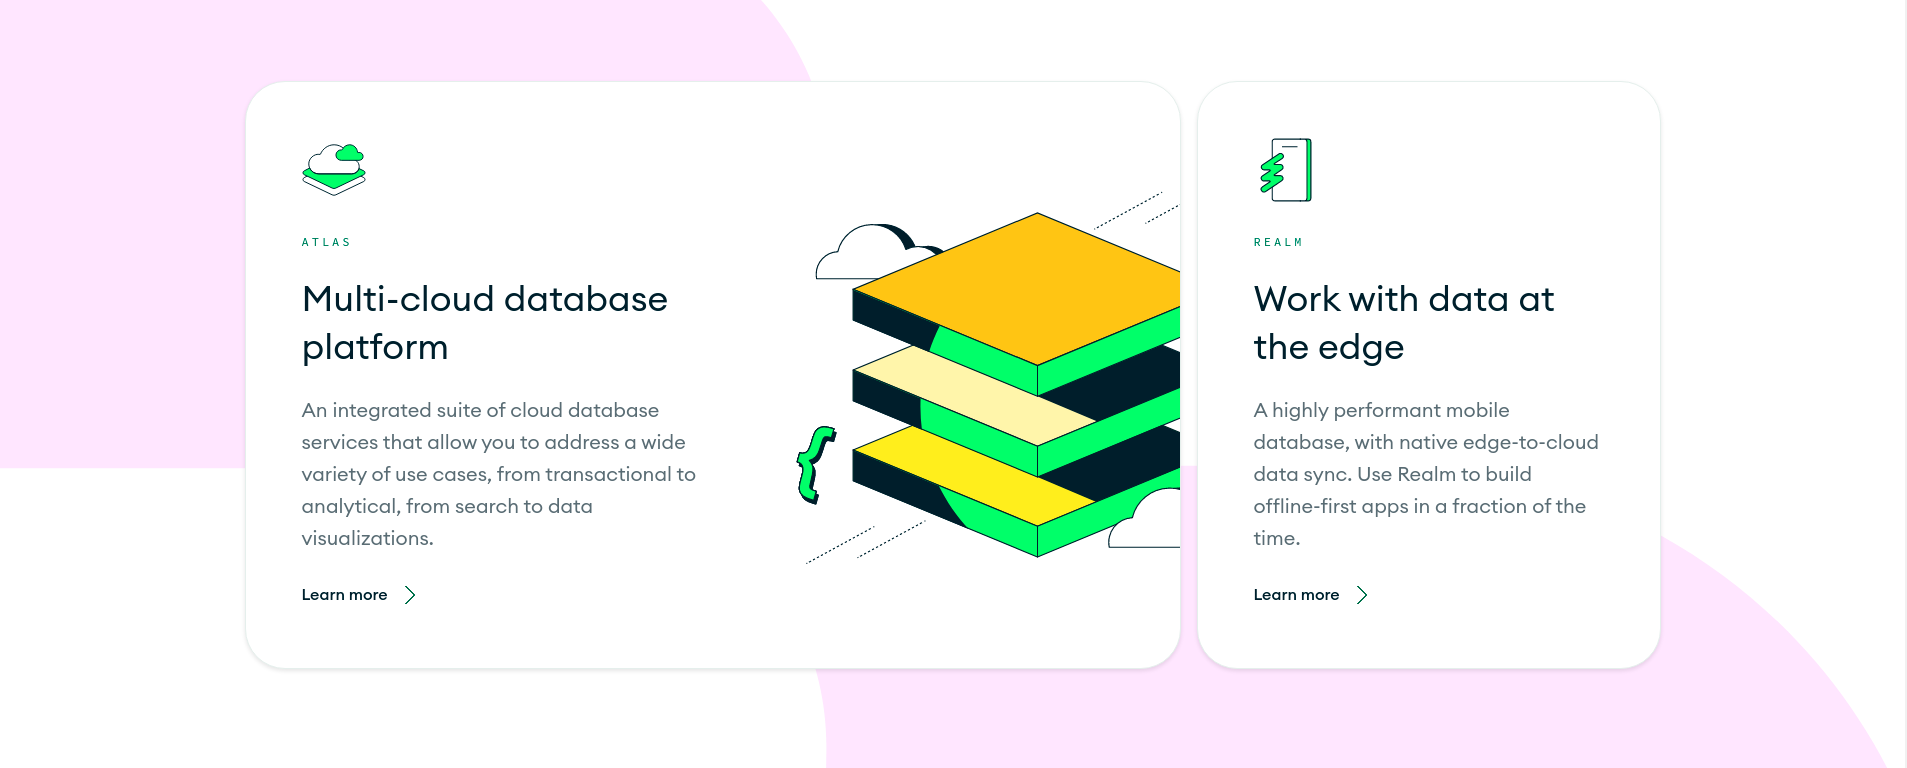 ATLAS
Multi-cloud database
platform
An integrated suite of cloud database
services that allow you to address a wide
variety of use cases, from transactional to
analytical, from search to data
visualizations.
Learn more
REALM
Work with data at
the edge
A highly performant mobile
database, with native edge-to-cloud
data sync. Use Realm to build
offline-first apps in a fraction of the
time.
Learn more